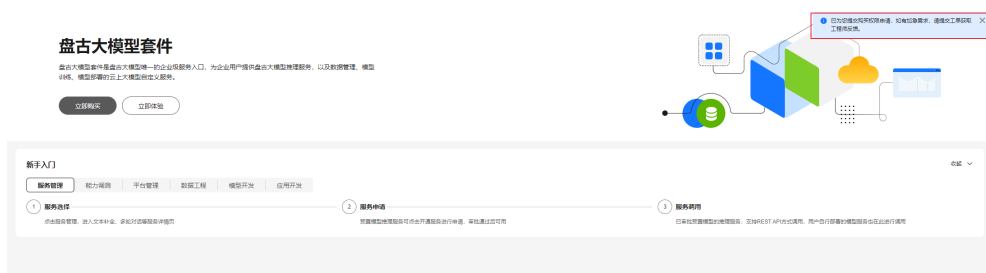 已为您提交购买权限申请，如有加急需求，请提交工单获取
工程师反馈。
盘古大模型套件
盘古大模型套件是盘古大模型唯一的企业级服务入口，为企业用户提供盘古大模型推理服务，以及数据管理、模型
训练、模型部署的云上大模型自定义服务。
立即购买
立即体验
新手入门
收起
服务管理
能力调测
平台管理
数据工程
模型开发
应用开发
1 服务选择
点击服务管理，进入文本补全、多轮对话等服务详情页
2 服务申请
预置模型推理服务可点击开通服务进行申请，审批通过后可用
3 服务调用
已审批预置模型的推理服务，支持REST API方式调用，用户自行部署的模型服务也在此进行调用